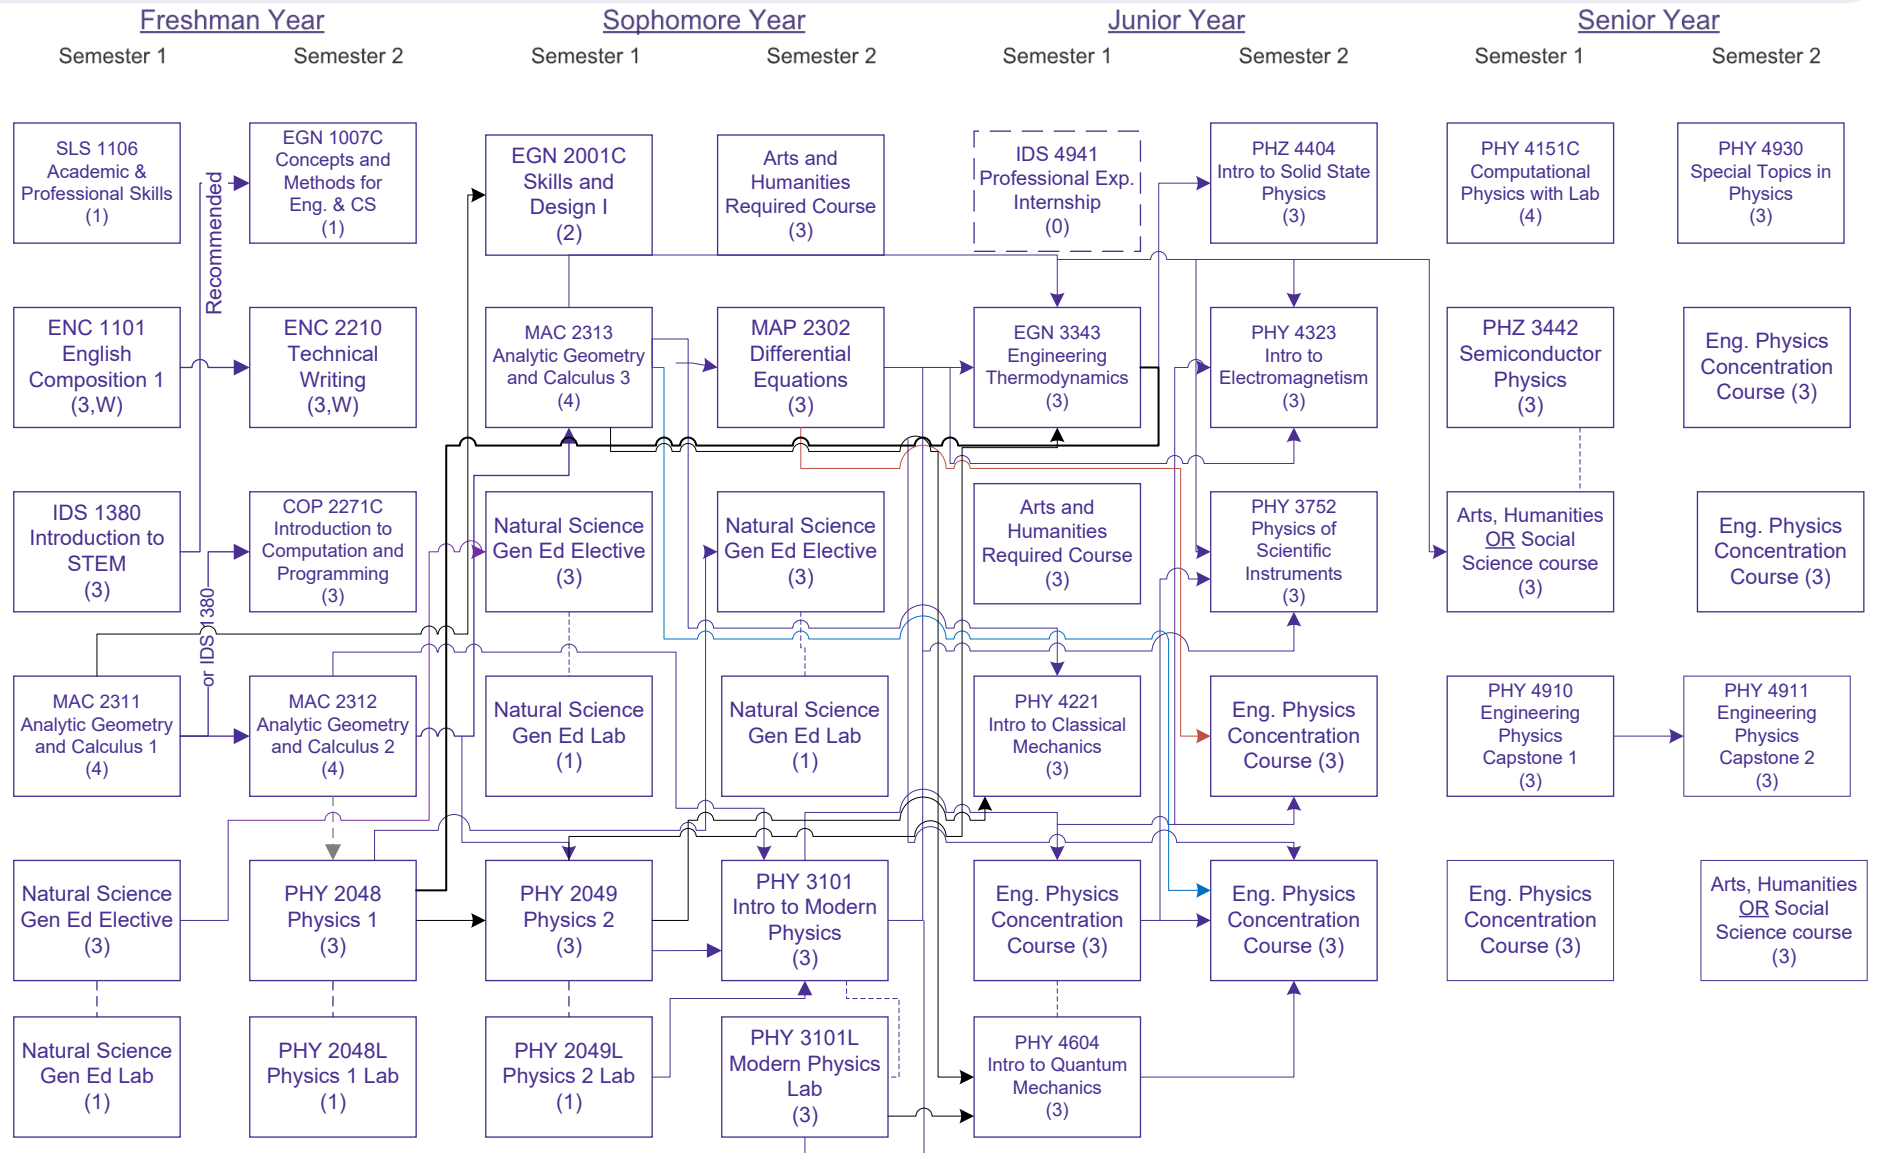 Freshman Year
Sophomore Year
Junior Year
Senior Year
Semester 1
Semester 2
Semester 1
Semester 2
Semester 1
Semester 2
Semester 1
Semester 2
SLS 1106
Academic &
Professional Skills
(1)
EGN 1007C
Concepts and
Methods for
Eng. & CS
(1)
EGN 2001C
Skills and
Design I
(2)
Arts and
Humanities
Required Course
(3)
IDS 4941
Professional Exp.
Internship
(0)
PHZ 4404
Intro to Solid State
Physics
(3)
PHY 4151C
Computational
Physics with Lab
(4)
PHY 4930
Special Topics in
Physics
(3)
Recommended
ENC 1101
English
Composition 1
(3,W)
ENC 2210
Technical
Writing
(3,W)
MAC 2313
Analytic Geometry
and Calculus 3
(4)
MAP 2302
Differential
Equations
(3)
EGN 3343
Engineering
Thermodynamics
(3)
PHY 4323
Intro to
Electromagnetism
(3)
PHZ 3442
Semiconductor
Physics
(3)
Eng. Physics
Concentration
Course (3)
IDS 1380
Introduction to
STEM
(3)
COP 2271C
Introduction to
Computation and
Programming
(3)
Natural Science
Gen Ed Elective
(3)
Natural Science
Gen Ed Elective
(3)
Arts and
Humanities
Required Course
(3)
PHY 3752
Physics of
Scientific
Instruments
(3)
Arts, Humanities
OR Social
Science course
(3)
Eng. Physics
Concentration
Course (3)
or IDS 1380
MAC 2311
Analytic Geometry
and Calculus 1
(4)
MAC 2312
Analytic Geometry
and Calculus 2
(4)
Natural Science
Gen Ed Lab
(1)
Natural Science
Gen Ed Lab
(1)
PHY 4221
Intro to Classical
Mechanics
(3)
Eng. Physics
Concentration
Course (3)
PHY 4910
Engineering
Physics
Capstone 1
(3)
PHY 4911
Engineering
Physics
Capstone 2
(3)
Natural Science
Gen Ed Elective
(3)
PHY 2048
Physics 1
(3)
PHY 2049
Physics 2
(3)
PHY 3101
Intro to Modern
Physics
(3)
Eng. Physics
Concentration
Course (3)
Eng. Physics
Concentration
Course (3)
Eng. Physics
Concentration
Course (3)
Arts, Humanities
OR Social
Science course
(3)
Natural Science
Gen Ed Lab
(1)
PHY 2048L
Physics 1 Lab
(1)
PHY 2049L
Physics 2 Lab
(1)
PHY 3101L
Modern Physics
Lab
(3)
PHY 4604
Intro to Quantum
Mechanics
(3)